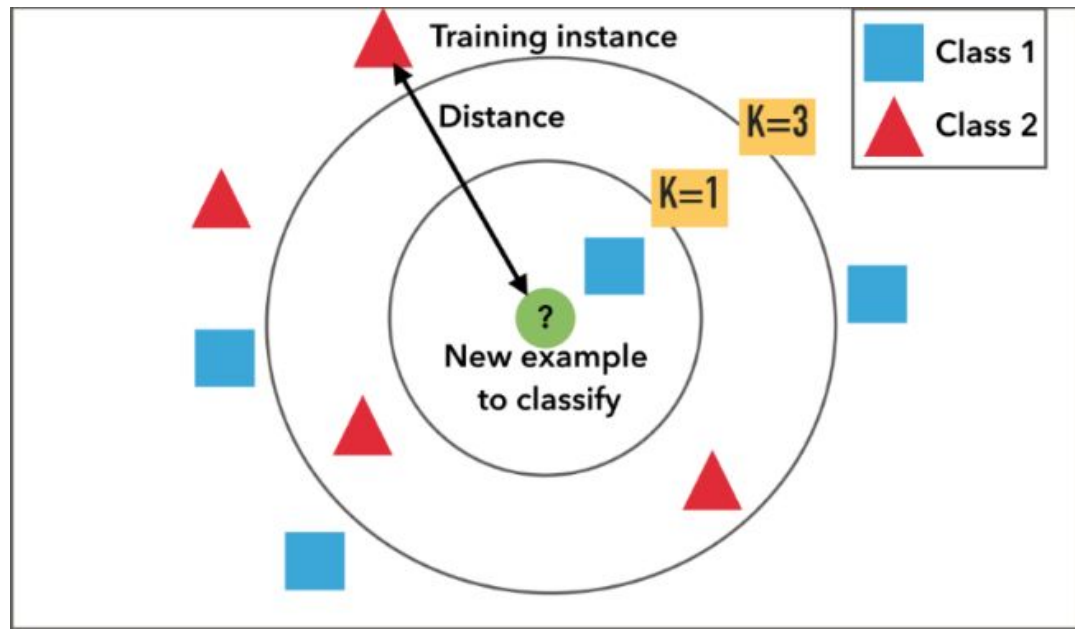 Training instance
Class 1
Distance
Class 2
K=3
K=1
?
New example
to classify